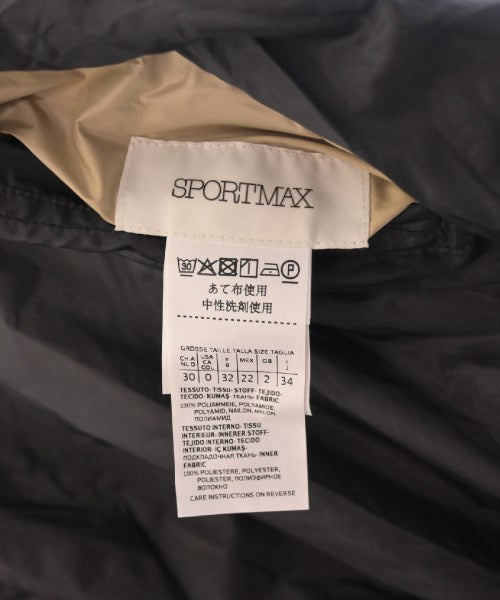 SPORTMAX
30 P
あて布使用
中性洗剤使用
GRÖSSE TAILLE TALLA SIZE TAGLIA
CH A NL D USA CA COL F B MEX GB I J
30 0 32 22 2 34
TESSUTO- TISSU- STOFF- TEJIDO-
TECIDO- KUMAŞ- ТКАНЬ- FABRIC
100% POLIAMMIDE, POLYAMIDE,
POLYAMID, NAILON, NYLON,
ПОЛИАМИД
TESSUTO INTERNO- TISSU
INTERIEUR- INNERER STOFF-
TEJIDO INTERNO- TECIDO
INTERIOR- IÇ KUMAŞ-
ПОДКЛАДОЧНАЯ ТКАНЬ- INNER
FABRIC
100% POLIESTERE, POLYESTER,
POLIESTER, ПОЛИЭФИРНОЕ
ВОЛОКНО
CARE INSTRUCTIONS ON REVERSE